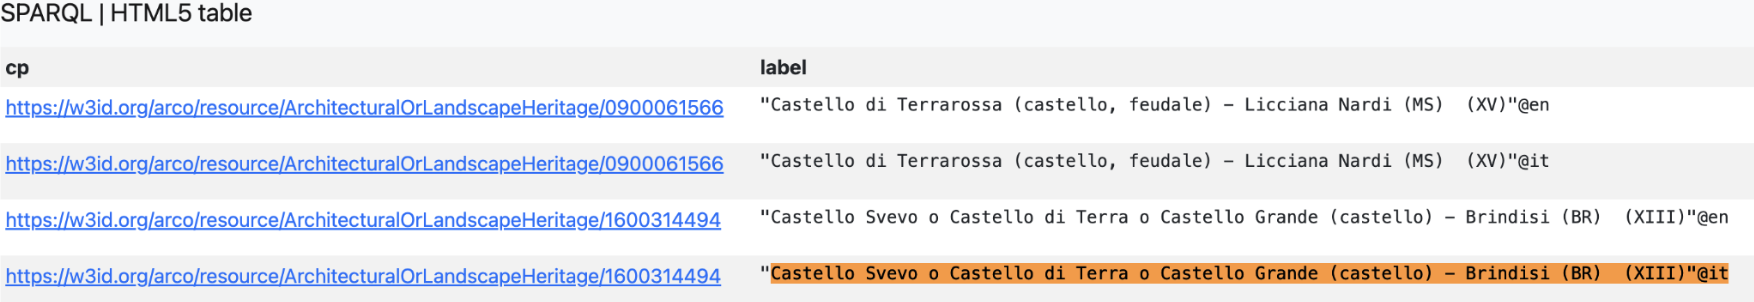 SPARQL | HTML5 table
cp label
https://w3id.org/arco/resource/ArchitecturalOrLandscapeHeritage/0900061566 "Castello di Terrarossa (castello, feudale) – Licciana Nardi (MS)  (XV)"@en
https://w3id.org/arco/resource/ArchitecturalOrLandscapeHeritage/0900061566 "Castello di Terrarossa (castello, feudale) – Licciana Nardi (MS)  (XV)"@it
https://w3id.org/arco/resource/ArchitecturalOrLandscapeHeritage/1600314494 "Castello Svevo o Castello di Terra o Castello Grande (castello) – Brindisi (BR)  (XIII)"@en
https://w3id.org/arco/resource/ArchitecturalOrLandscapeHeritage/1600314494 "Castello Svevo o Castello di Terra o Castello Grande (castello) – Brindisi (BR)  (XIII)"@it